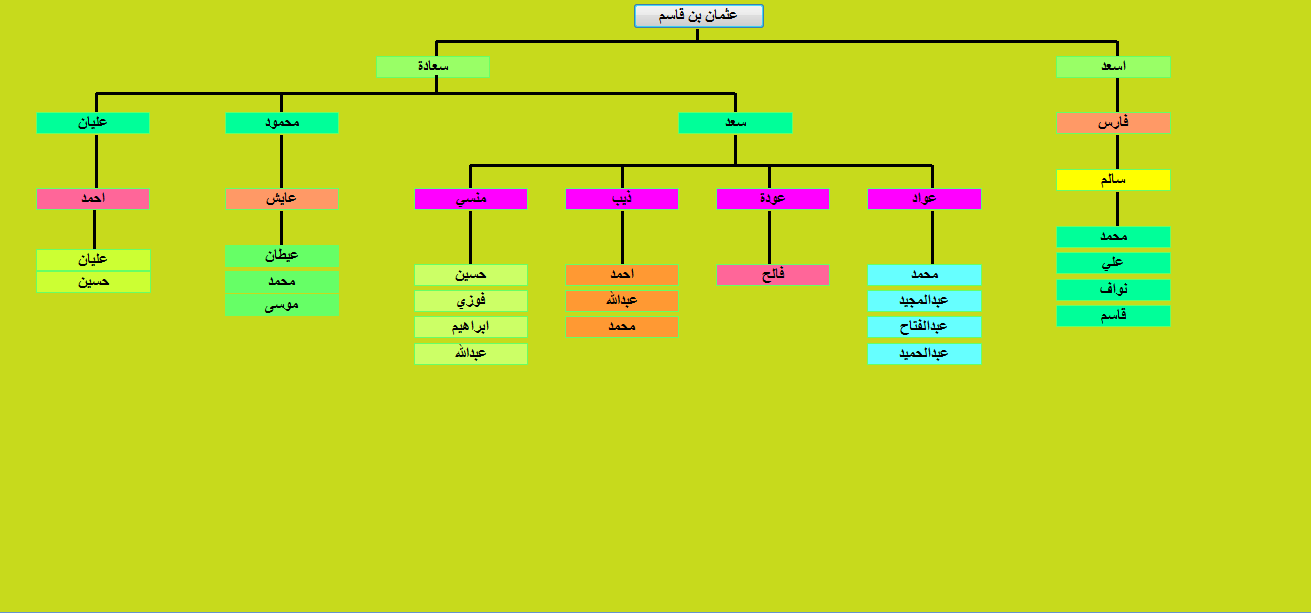 عثمان بن قاسم
اسعد
سعادة
فارس
سعد
محمود
عليان
سالم
عواد
عودة
ذيب
منسي
عايش
احمد
محمد
علي
نواف
قاسم
محمد
عبدالمجيد
عبدالفتاح
عبدالحميد
فالح
احمد
عبدالله
محمد
حسين
فوزي
ابراهيم
عبدالله
عيطان
محمد
موسى
عليان
حسين